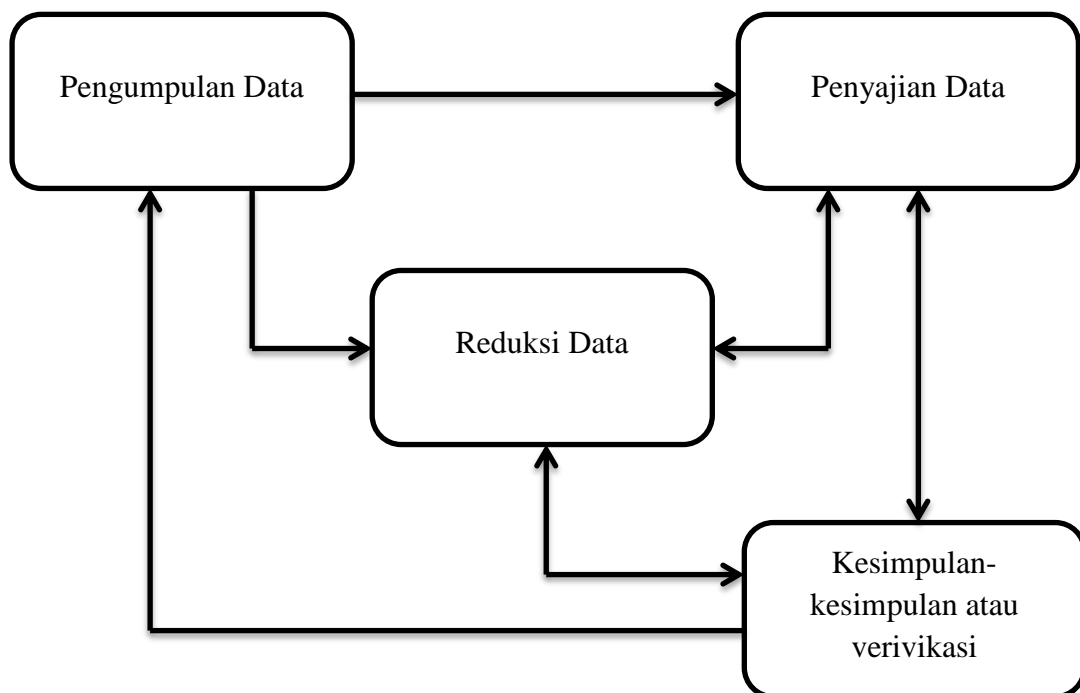 Pengumpulan Data
Penyajian Data
Reduksi Data
Kesimpulan-
kesimpulan atau
verivikasi